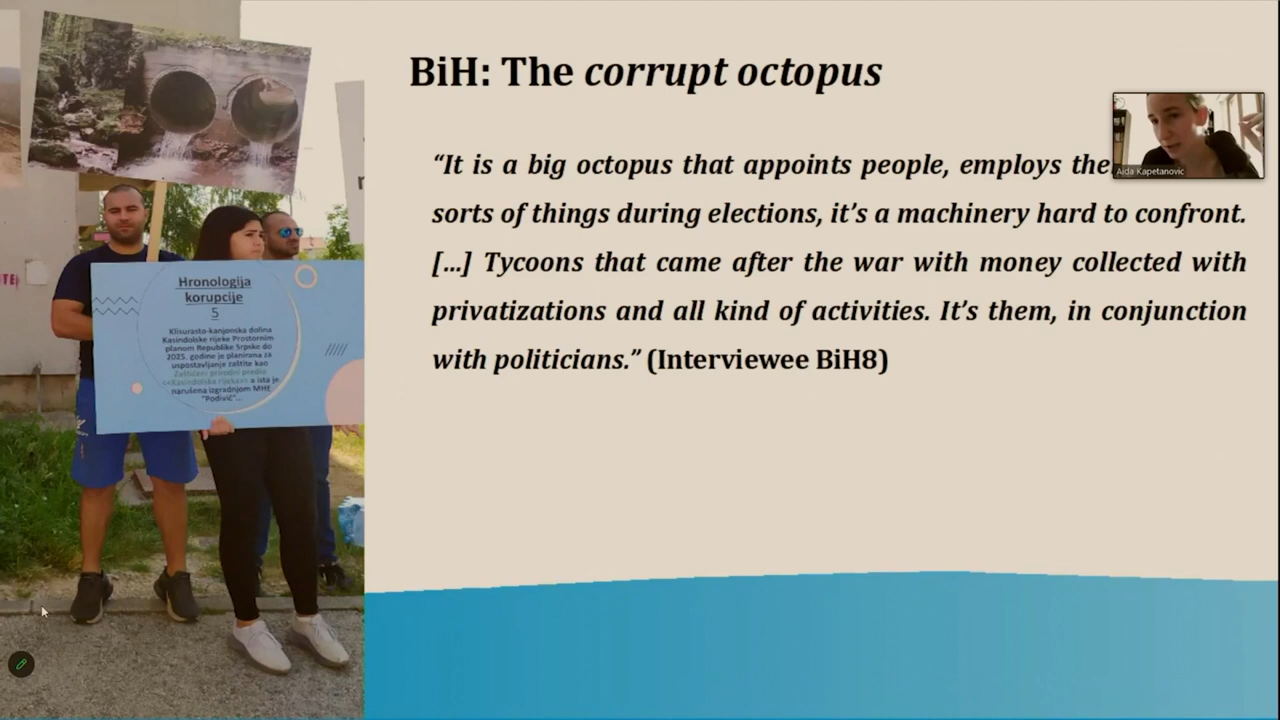 BiH: The corrupt octopus
Aida Kapetanovic
“It is a big octopus that appoints people, employs
sorts of things during elections, it’s a machinery hard to confront.
[…] Tycoons that came after the war with money collected with
privatizations and all kind of activities. It’s them, in conjunction
with politicians.” (Interviewee BiH8)
Hronologija
korupcije
5
Klisurasto-kanjonska dolina
Kasindolske rijeke Prostornim
planom Republike Srpske do
2025. godine je planirana za
uspostavljanje zaštite kao
Zaštićeni prirodni predio
<<Kasindolska rijeka>> a ista je
narušena izgradnjom MHE
"Podivič"...